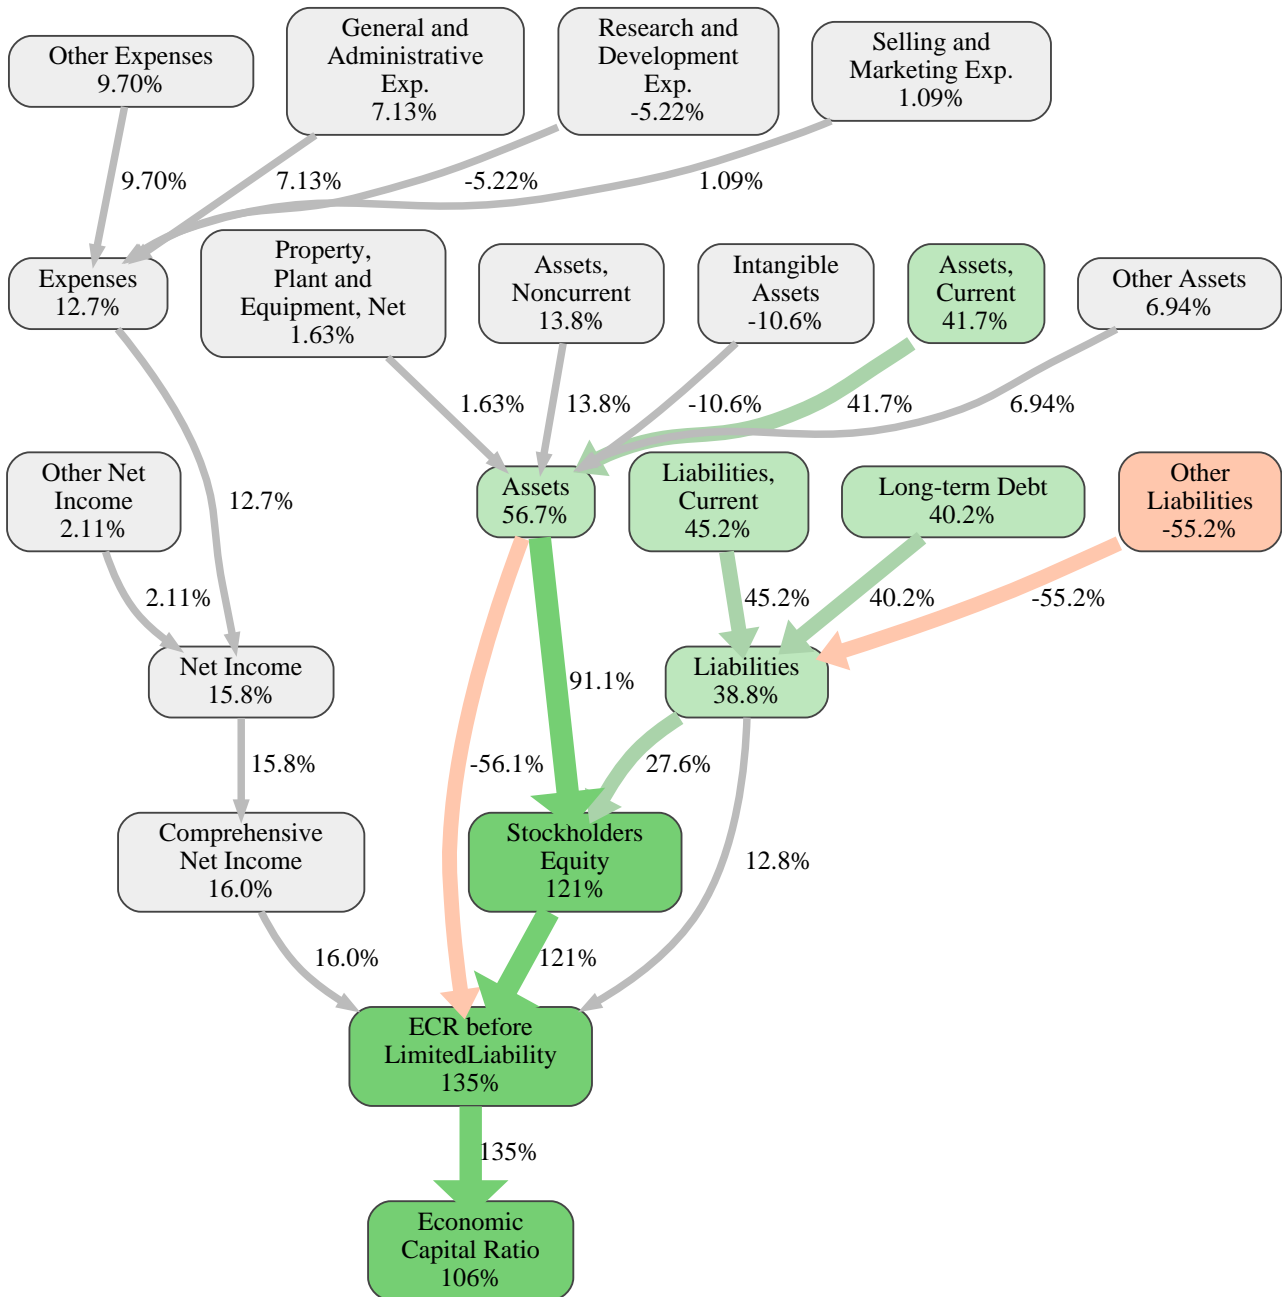 Other Expenses
9.70%
General and
Administrative
Exp.
7.13%
Research and
Development
Exp.
-5.22%
Selling and
Marketing Exp.
1.09%
9.70%
7.13%
-5.22%
1.09%
Expenses
12.7%
Property,
Plant and
Equipment, Net
1.63%
Assets,
Noncurrent
13.8%
Intangible
Assets
-10.6%
Assets,
Current
41.7%
Other Assets
6.94%
1.63%
13.8%
-10.6%
41.7%
6.94%
Other Net
Income
2.11%
12.7%
Assets
56.7%
Liabilities,
Current
45.2%
Long-term Debt
40.2%
Other
Liabilities
-55.2%
2.11%
45.2%
40.2%
-55.2%
Net Income
15.8%
91.1%
Liabilities
38.8%
15.8%
-56.1%
27.6%
Comprehensive
Net Income
16.0%
Stockholders
Equity
121%
12.8%
16.0%
121%
ECR before
LimitedLiability
135%
135%
Economic
Capital Ratio
106%